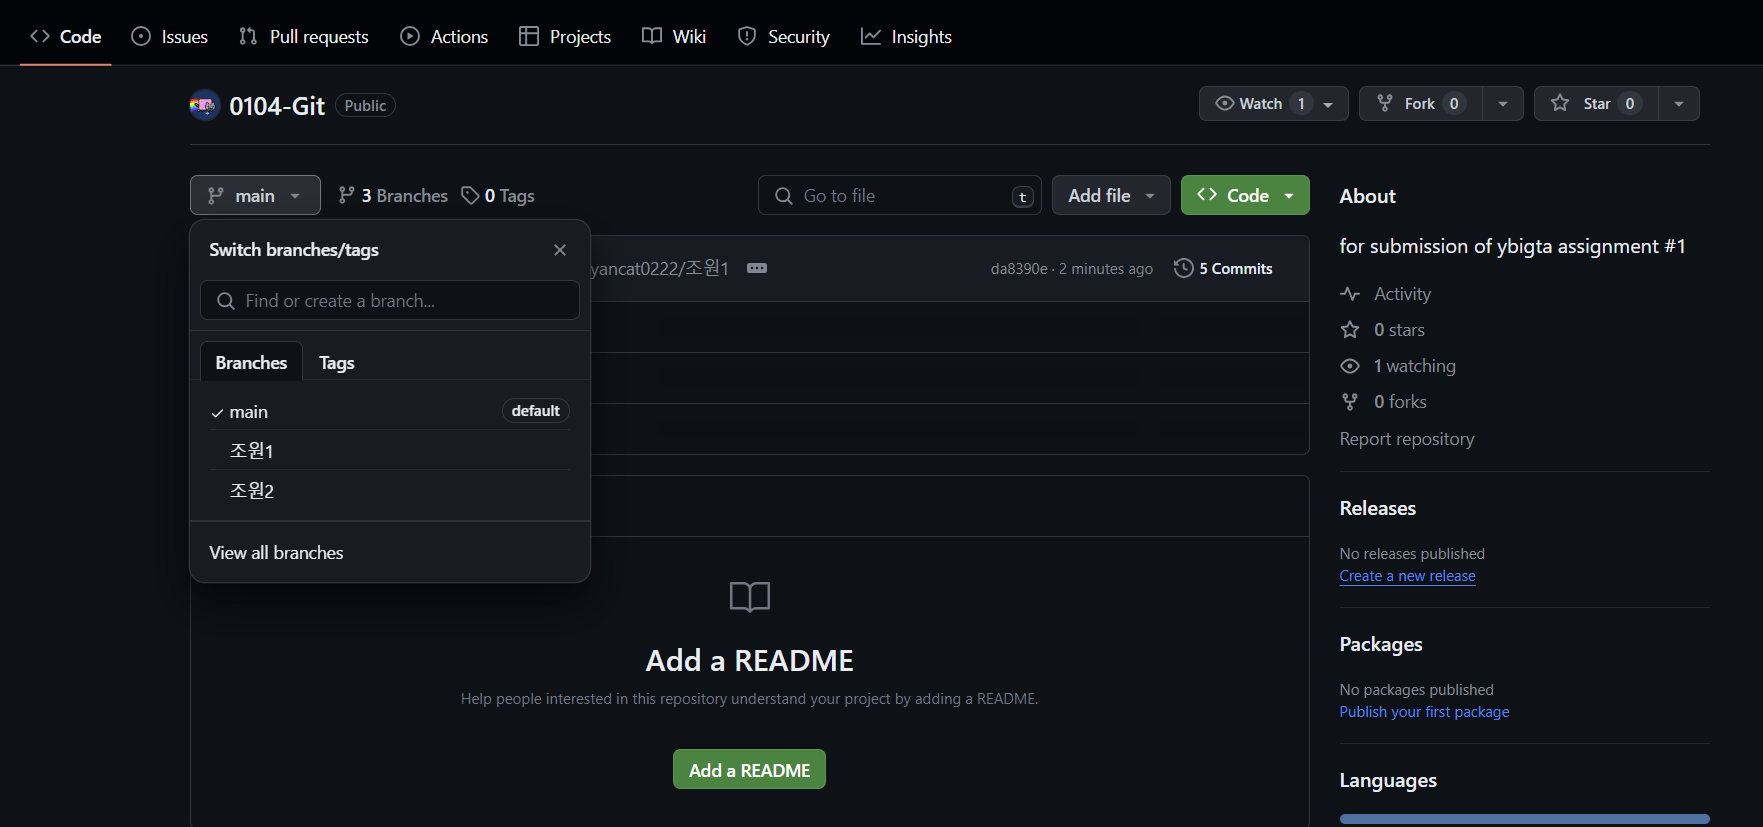 Code Issues Pull requests Actions Projects Wiki Security Insights
0104-Git Public
Watch 1 Fork 0 Star 0
main 3 Branches 0 Tags Go to file t Add file Code
Switch branches/tags
yancat0222/조원1 da8390e · 2 minutes ago 5 Commits
Find or create a branch...
Branches Tags
main default
조원1
조원2
View all branches
Add a README
Help people interested in this repository understand your project by adding a README.
Add a README
About
for submission of ybigta assignment #1
Activity
0 stars
1 watching
0 forks
Report repository
Releases
No releases published
Create a new release
Packages
No packages published
Publish your first package
Languages